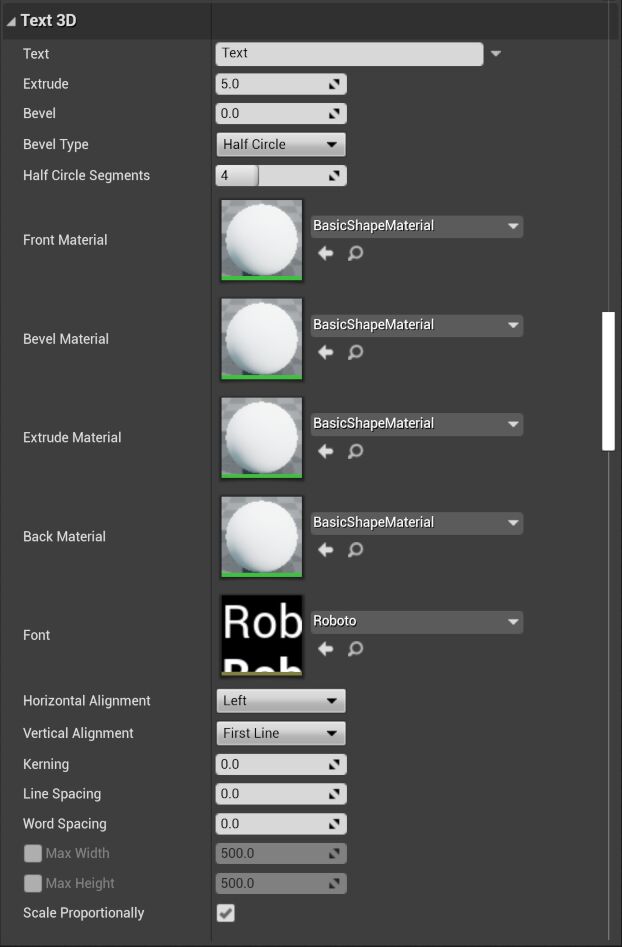 Text 3D
Text Text
Extrude 5.0
Bevel 0.0
Bevel Type Half Circle
Half Circle Segments 4
Front Material BasicShapeMaterial
Bevel Material BasicShapeMaterial
Extrude Material BasicShapeMaterial
Back Material BasicShapeMaterial
Rob
Font Roboto
Rob
Horizontal Alignment Left
Vertical Alignment First Line
Kerning 0.0
Line Spacing 0.0
Word Spacing 0.0
Max Width 500.0
Max Height 500.0
Scale Proportionally